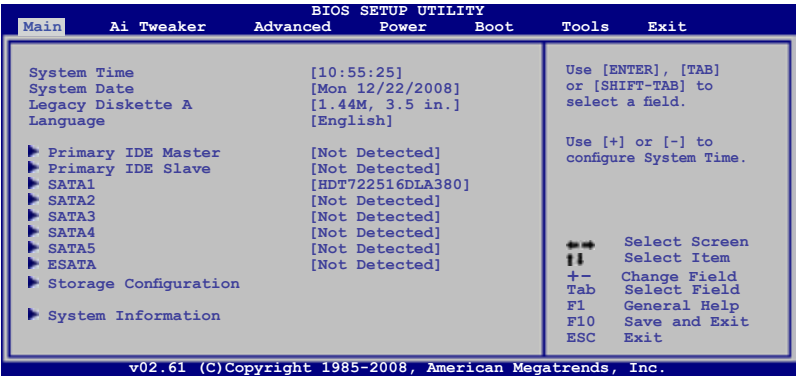 BIOS SETUP UTILITY
Main Ai Tweaker Advanced Power Boot Tools Exit
System Time [10:55:25]
System Date [Mon 12/22/2008]
Legacy Diskette A [1.44M, 3.5 in.]
Language [English]
Primary IDE Master [Not Detected]
Primary IDE Slave [Not Detected]
SATA1 [HDT722516DLA380]
SATA2 [Not Detected]
SATA3 [Not Detected]
SATA4 [Not Detected]
SATA5 [Not Detected]
ESATA [Not Detected]
Storage Configuration
System Information
Use [ENTER], [TAB]
or [SHIFT-TAB] to
select a field.
Use [+] or [-] to
configure System Time.
Select Screen
Select Item
+- Change Field
Tab Select Field
F1 General Help
F10 Save and Exit
ESC Exit
v02.61 (C)Copyright 1985-2008, American Megatrends, Inc.